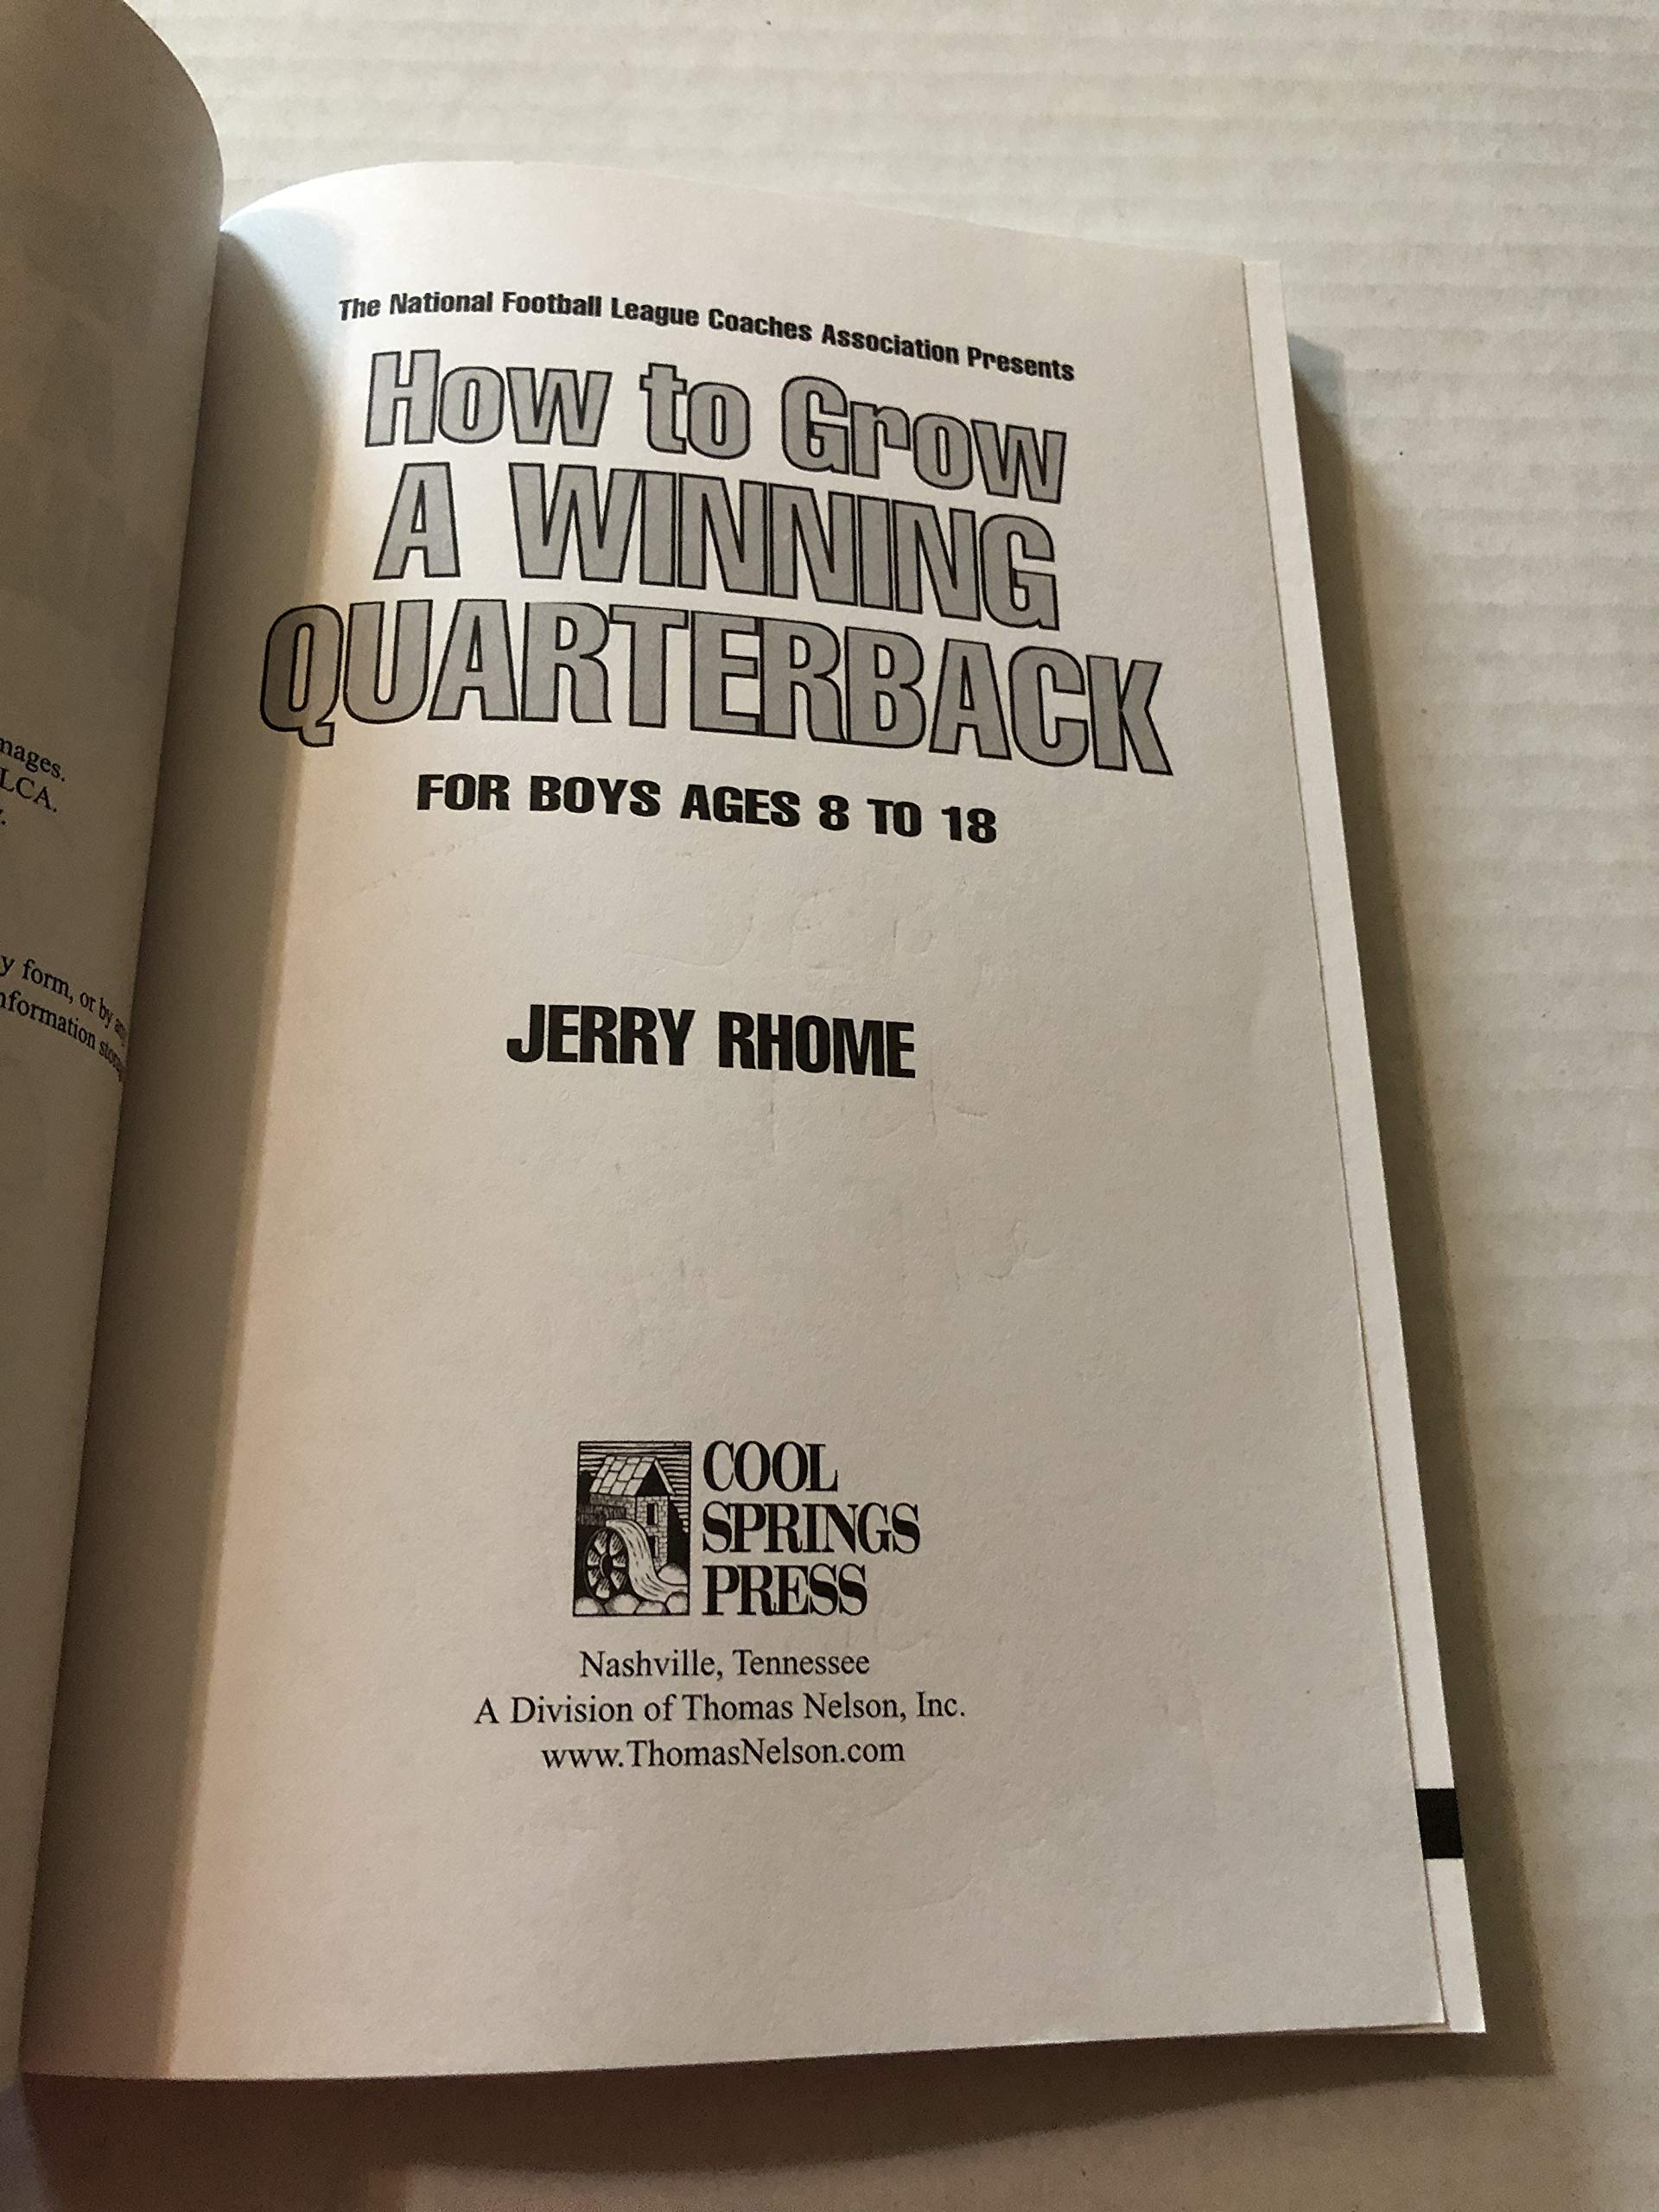 mages.
LCA.
y form, or by
nformation
The National Football League Coaches Association Presents
How to Grow
A WINNING
QUARTERBACK
FOR BOYS AGES 8 TO 18
JERRY RHOME
COOL
SPRINGS
PRESS
Nashville, Tennessee
A Division of Thomas Nelson, Inc.
www.ThomasNelson.com